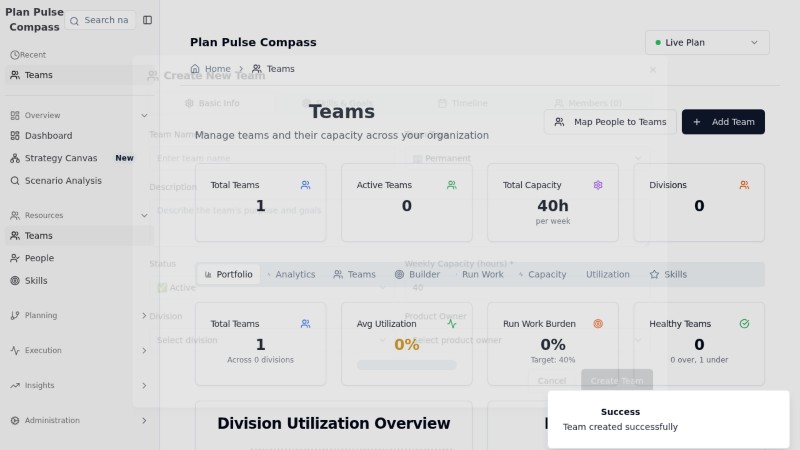 Plan Pulse
Compass
Search na
Recent
Teams
Overview
Dashboard
Strategy Canvas New
Scenario Analysis
Resources
Teams
People
Skills
Planning
Execution
Insights
Administration
Plan Pulse Compass
Live Plan
Home
Teams
Create New Team
Basic Info
Timeline
Teams
Manage teams and their capacity across your organization
Map People to Teams
Add Team
Team Name
Enter team name
Permanent
Description
Describe the team's purpose and goals
Total Teams
1
Active Teams
0
Total Capacity
40h
per week
Divisions
0
Status
Weekly Capacity (hours) *
Active
40
Portfolio
Analytics
Teams
Builder
Run Work
Capacity
Utilization
Skills
Division
Product Owner
Select division
Select product owner
Total Teams
1
Across 0 divisions
Avg Utilization
0%
Run Work Burden
0%
Target: 40%
Healthy Teams
0
0 over, 1 under
Cancel
Create Team
Division Utilization Overview
Success
Team created successfully